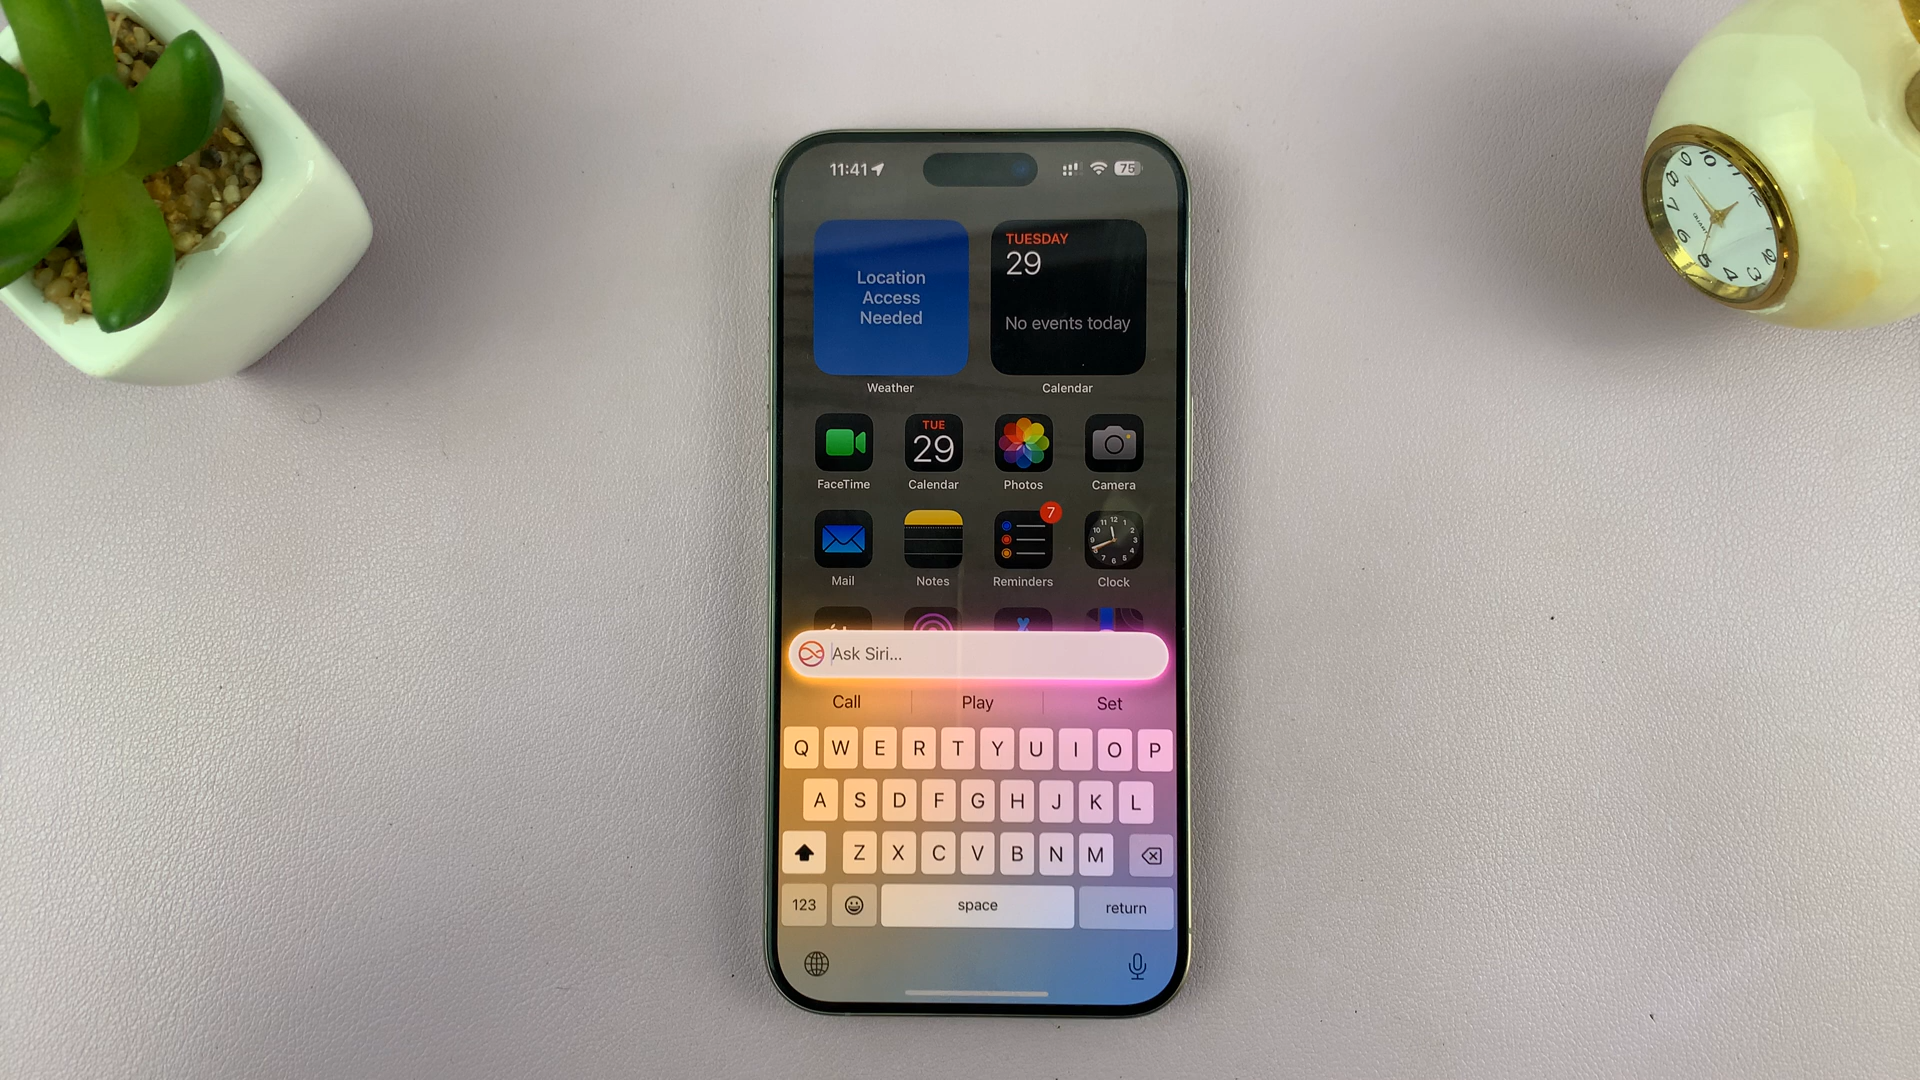 11:41
75
Location
Access
Needed
Weather
TUESDAY
29
No events today
Calendar
FaceTime
TUE
29
Calendar
Photos
Camera
Mail
Notes
7
Reminders
Clock
Ask Siri...
Call Play Set
Q W E R T Y U I O P
A S D F G H J K L
Z X C V B N M
123 space return